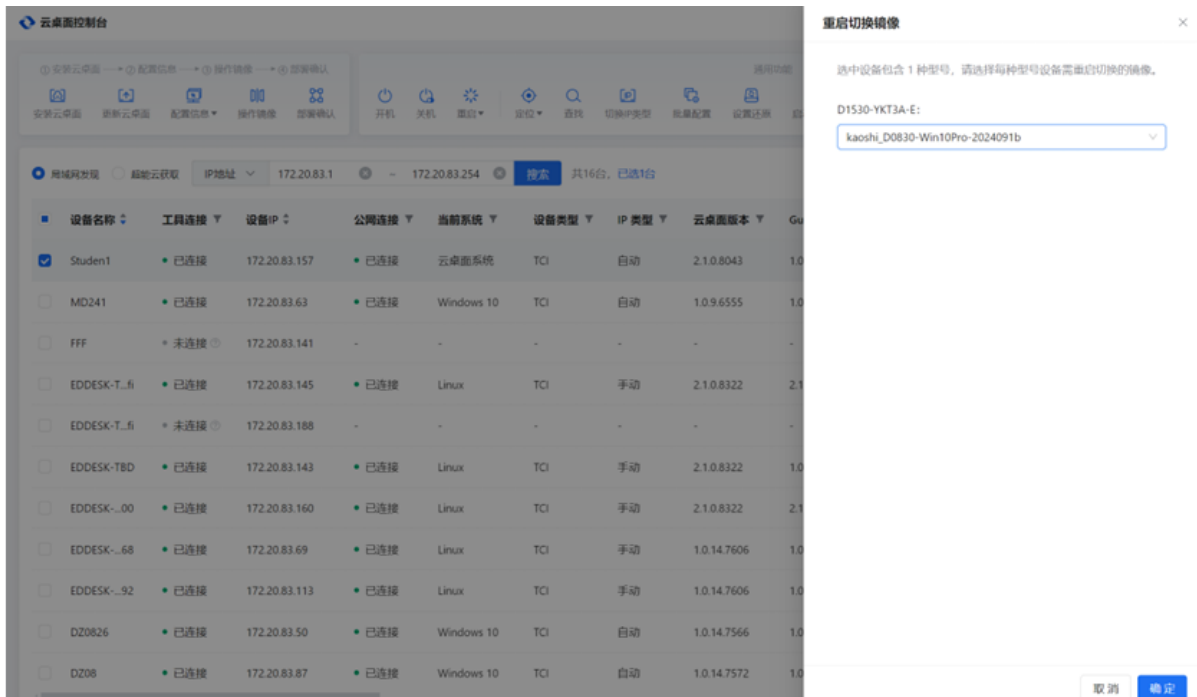 云桌面控制台
① 安装云桌面 → ② 配置信息 → ③ 操作镜像 → ④ 部署确认
安装云桌面 更新云桌面 配置信息 操作镜像 部署确认
通用功能
开机 关机 重启 定位 查找 切换IP类型 批量配置 设置还原
局域网发现 超能云获取 IP地址 172.20.83.1 ~ 172.20.83.254 搜索 共16台，已选1台
设备名称 工具连接 设备IP 公网连接 当前系统 设备类型 IP 类型 云桌面版本 Gu
Studen1 已连接 172.20.83.157 已连接 云桌面系统 TCI 自动 2.1.0.8043 1.0
MD241 已连接 172.20.83.63 已连接 Windows 10 TCI 自动 1.0.9.6555 1.0
FFF 未连接 172.20.83.141 - - - - - -
EDDESK-T...fi 已连接 172.20.83.145 已连接 Linux TCI 手动 2.1.0.8322 2.1
EDDESK-T...fi 未连接 172.20.83.188 - - - - - -
EDDESK-TBD 已连接 172.20.83.143 已连接 Linux TCI 手动 2.1.0.8322 1.0
EDDESK-...00 已连接 172.20.83.160 已连接 Linux TCI 手动 2.1.0.8322 2.1
EDDESK-...68 已连接 172.20.83.69 已连接 Linux TCI 手动 1.0.14.7606 1.0
EDDESK-...92 已连接 172.20.83.113 已连接 Linux TCI 手动 1.0.14.7606 1.0
DZ0826 已连接 172.20.83.50 已连接 Windows 10 TCI 自动 1.0.14.7566 1.0
DZ08 已连接 172.20.83.87 已连接 Windows 10 TCI 自动 1.0.14.7572 1.0
重启切换镜像
选中设备包含 1 种型号，请选择每种型号设备需重启切换的镜像。
D1530-YKT3A-E：
kaoshi_D0830-Win10Pro-2024091b
取消 确定